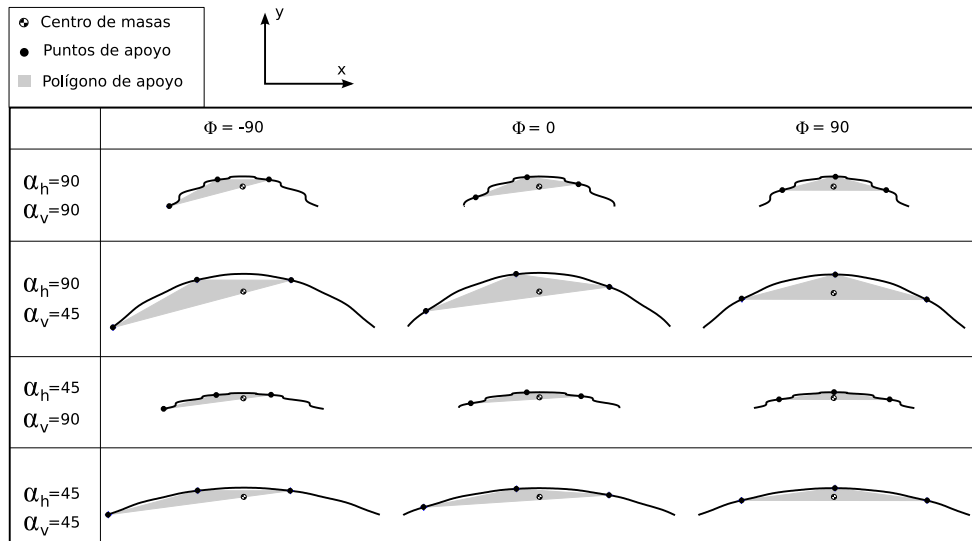 Centro de masas
Puntos de apoyo
Polígono de apoyo
y
x
Φ = -90
Φ = 0
Φ = 90
αh=90
αv=90
αh=90
αv=45
αh=45
αv=90
αh=45
αv=45